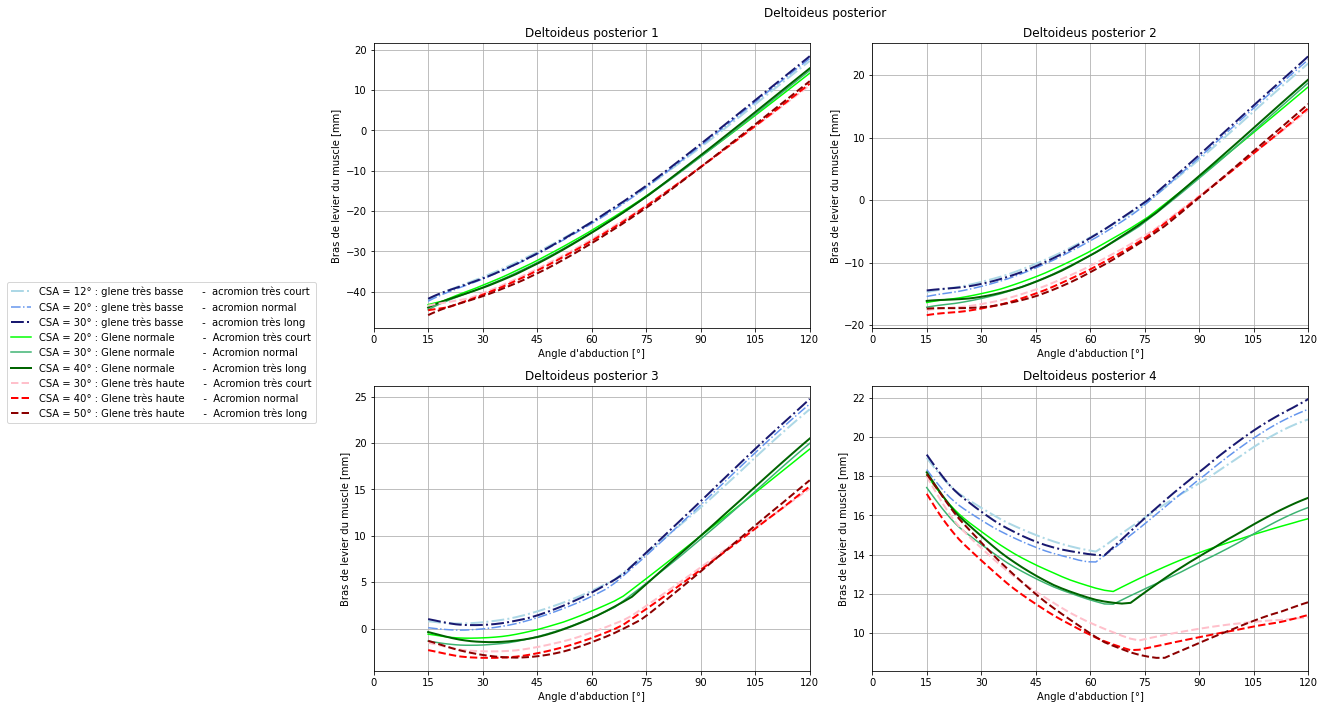 Deltoideus posterior
Deltoideus posterior 1
Bras de levier du muscle [mm]
20
10
0
−10
−20
−30
−40
0 15 30 45 60 75 90 105 120
Angle d'abduction [°]
Deltoideus posterior 2
Bras de levier du muscle [mm]
20
10
0
−10
−20
0 15 30 45 60 75 90 105 120
Angle d'abduction [°]
CSA = 12° : glene très basse - acromion très court
CSA = 20° : glene très basse - acromion normal
CSA = 30° : glene très basse - acromion très long
CSA = 20° : Glene normale - Acromion très court
CSA = 30° : Glene normale - Acromion normal
CSA = 40° : Glene normale - Acromion très long
CSA = 30° : Glene très haute - Acromion très court
CSA = 40° : Glene très haute - Acromion normal
CSA = 50° : Glene très haute - Acromion très long
Deltoideus posterior 3
Bras de levier du muscle [mm]
25
20
15
10
5
0
0 15 30 45 60 75 90 105 120
Angle d'abduction [°]
Deltoideus posterior 4
Bras de levier du muscle [mm]
22
20
18
16
14
12
10
0 15 30 45 60 75 90 105 120
Angle d'abduction [°]